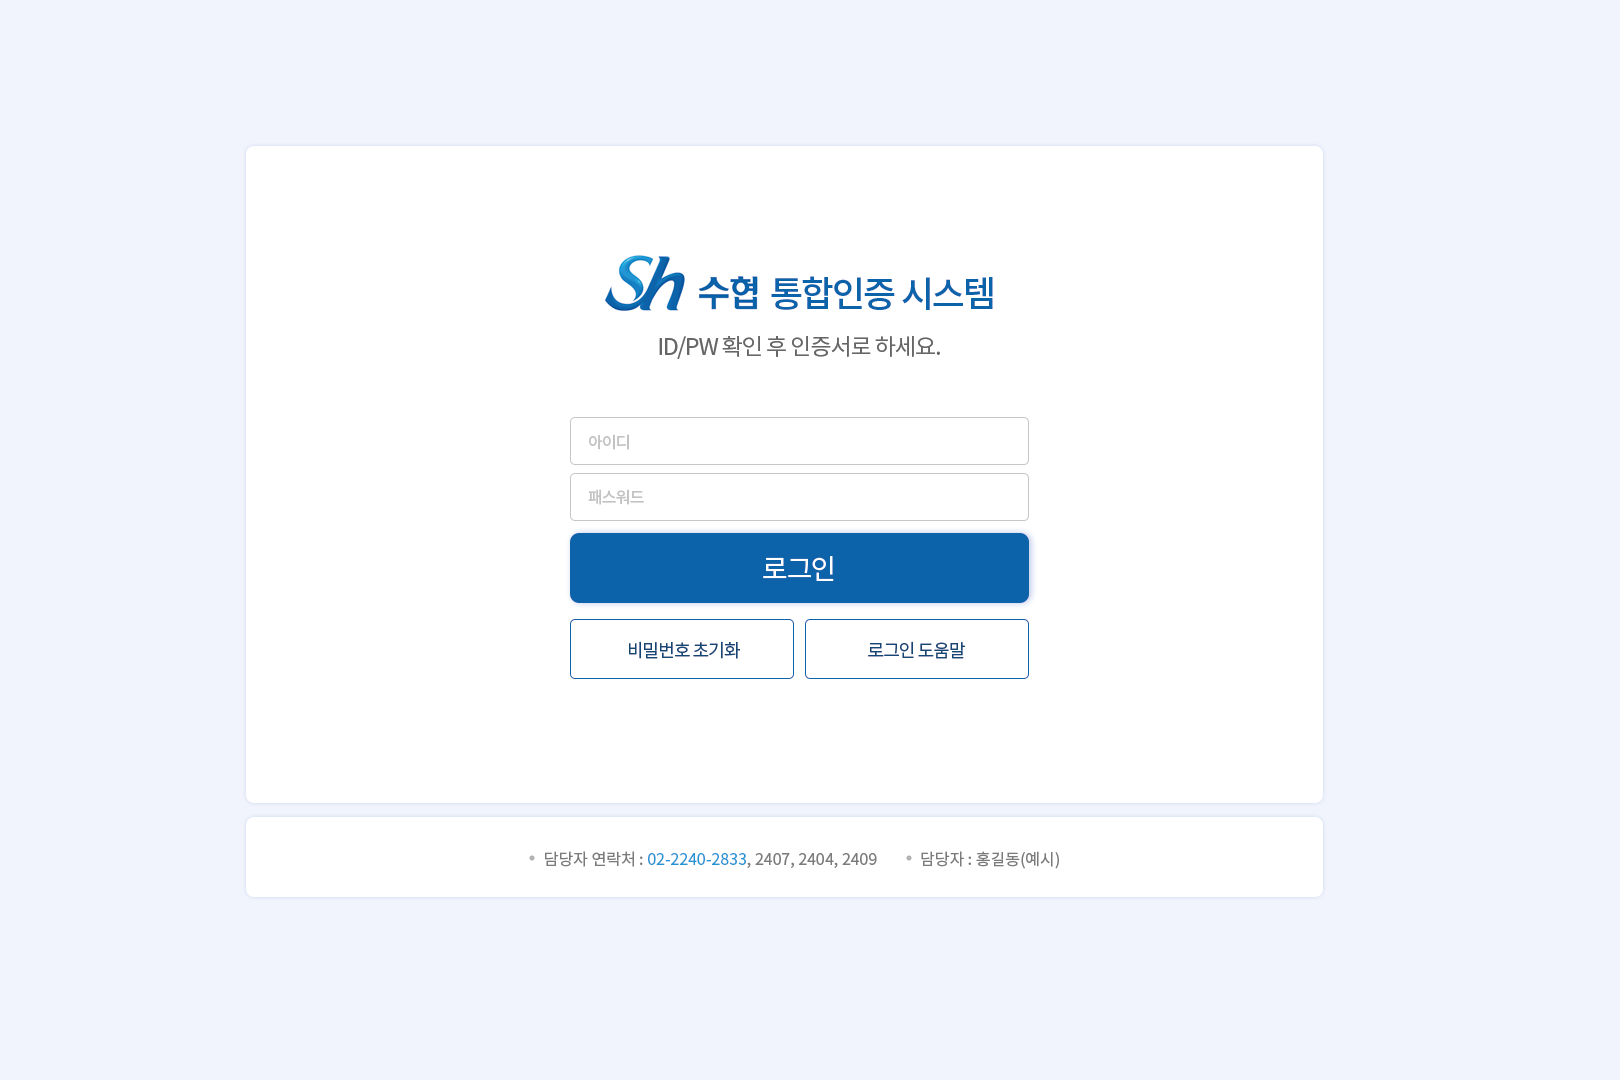 Sh 수협 통합인증 시스템
ID/PW 확인 후 인증서로 하세요.
아이디
패스워드
로그인
비밀번호 초기화
로그인 도움말
담당자 연락처 : 02-2240-2833, 2407, 2404, 2409
담당자 : 홍길동(예시)